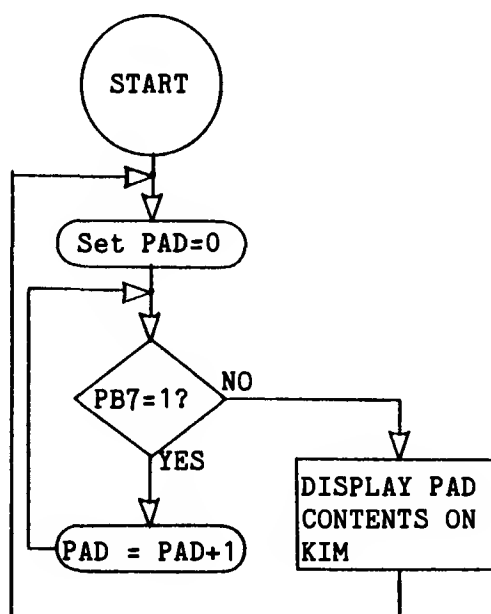 START
Set PAD=0
PB7=1?
NO
YES
PAD = PAD+1
DISPLAY PAD
CONTENTS ON
KIM